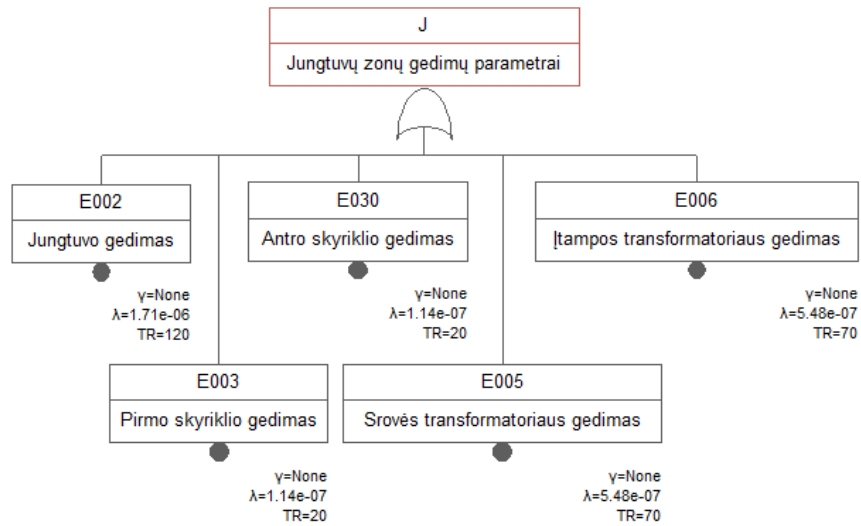 J
Jungtuvų zonų gedimų parametrai
E002
Jungtuvo gedimas
γ=None
λ=1.71e-06
TR=120
E030
Antro skyriklio gedimas
γ=None
λ=1.14e-07
TR=20
E006
Įtampos transformatoriaus gedimas
γ=None
λ=5.48e-07
TR=70
E003
Pirmo skyriklio gedimas
γ=None
λ=1.14e-07
TR=20
E005
Srovės transformatoriaus gedimas
γ=None
λ=5.48e-07
TR=70